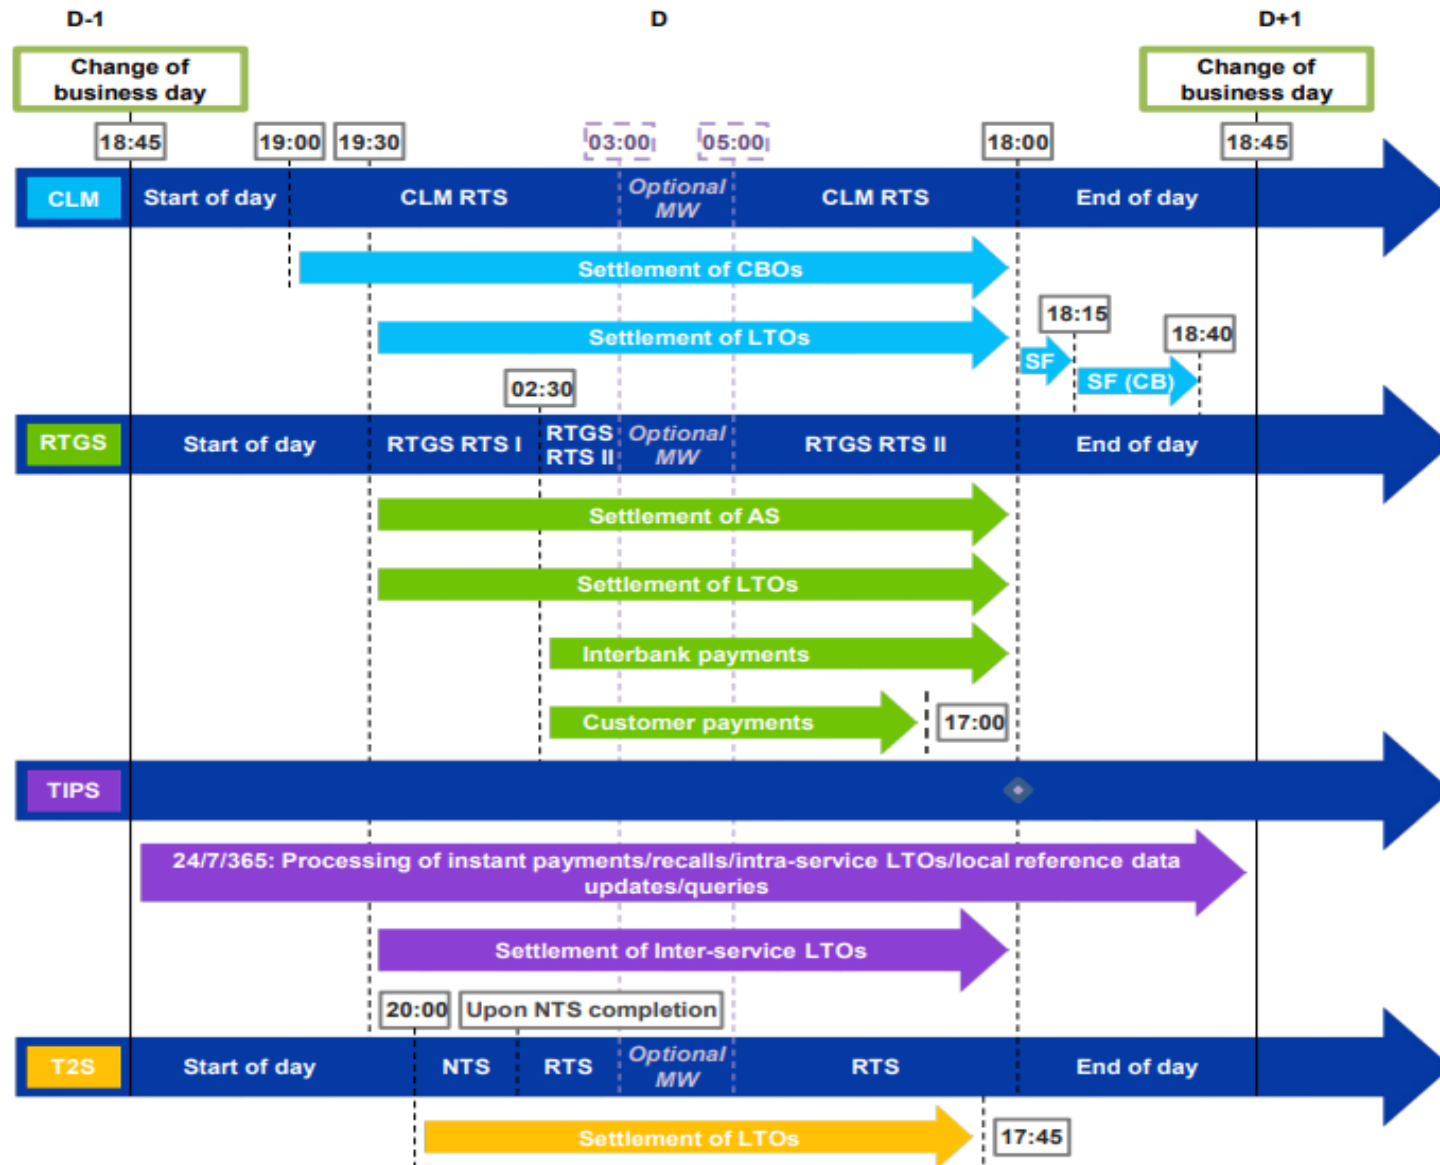 D-1 D D+1
Change of
business day
Change of
business day
18:45 19:00 19:30 03:00 05:00 18:00 18:45
CLM Start of day CLM RTS Optional
MW CLM RTS End of day
Settlement of CBOs
18:15
Settlement of LTOs
18:40
SF
SF (CB)
02:30
RTGS Start of day RTGS RTS I RTGS
RTS II Optional
MW RTGS RTS II End of day
Settlement of AS
Settlement of LTOs
Interbank payments
Customer payments 17:00
TIPS
24/7/365: Processing of instant payments/recalls/intra-service LTOs/local reference data
updates/queries
Settlement of Inter-service LTOs
20:00 Upon NTS completion
T2S Start of day NTS RTS Optional
MW RTS End of day
Settlement of LTOs 17:45